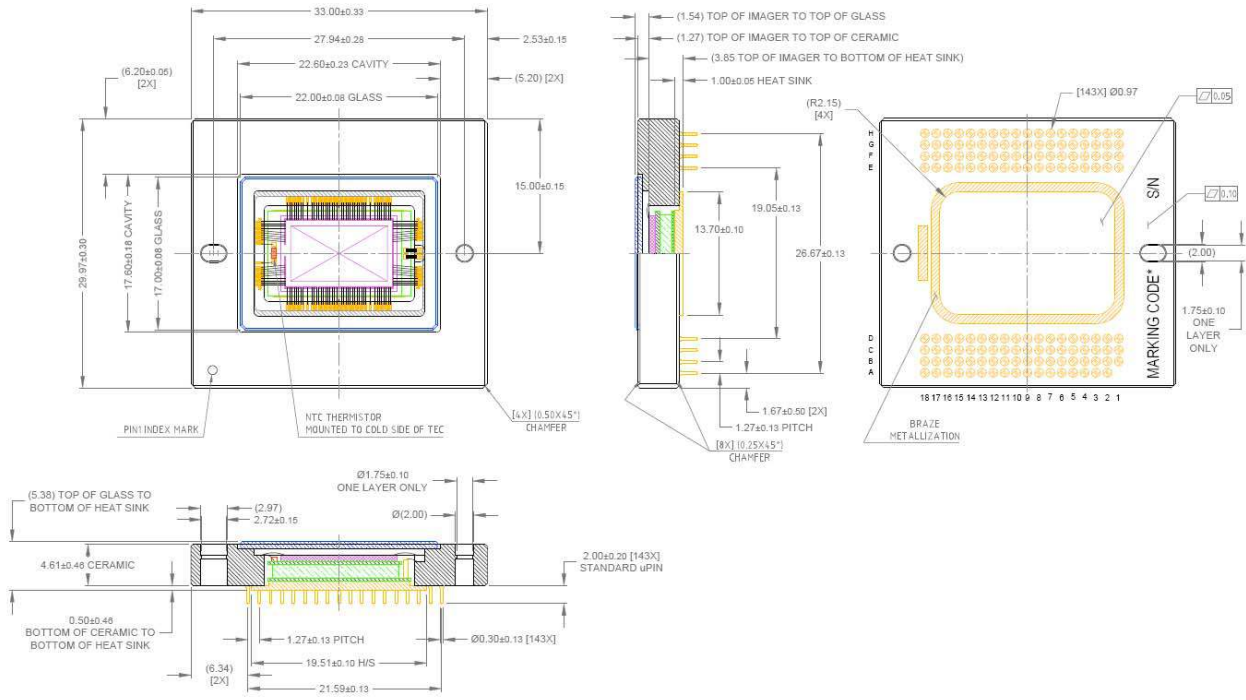 33.00±0.33
27.94±0.28
2.53±0.15
22.60±0.23 CAVITY
(6.20±0.05)
[2X]
(5.20) [2X]
22.00±0.08 GLASS
29.97±0.30
17.60±0.18 CAVITY
17.00±0.08 GLASS
15.00±0.15
PIN1 INDEX MARK
NTC THERMISTOR
MOUNTED TO COLD SIDE OF TEC
[4X] (0.50X45°)
CHAMFER
(1.54) TOP OF IMAGER TO TOP OF GLASS
(1.27) TOP OF IMAGER TO TOP OF CERAMIC
(3.85 TOP OF IMAGER TO BOTTOM OF HEAT SINK)
1.00±0.05 HEAT SINK
13.70±0.10
19.05±0.13
26.67±0.13
1.67±0.50 [2X]
1.27±0.13 PITCH
[8X] (0.25X45°)
CHAMFER
(R2.15)
[4X]
[143X] Ø0.97
0.05
H
G
F
E
S/N
0.10
(2.00)
MARKING CODE*
1.75±0.10
ONE
LAYER
ONLY
D
C
B
A
18 17 16 15 14 13 12 11 10 9 8 7 6 5 4 3 2 1
BRAZE
METALLIZATION
(5.38) TOP OF GLASS TO
BOTTOM OF HEAT SINK
(2.97)
2.72±0.15
Ø1.75±0.10
ONE LAYER ONLY
Ø(2.00)
4.61±0.46 CERAMIC
2.00±0.20 [143X]
STANDARD uPIN
0.50±0.46
BOTTOM OF CERAMIC TO
BOTTOM OF HEAT SINK
1.27±0.13 PITCH
Ø0.30±0.13 [143X]
(6.34)
[2X]
19.51±0.10 H/S
21.59±0.13